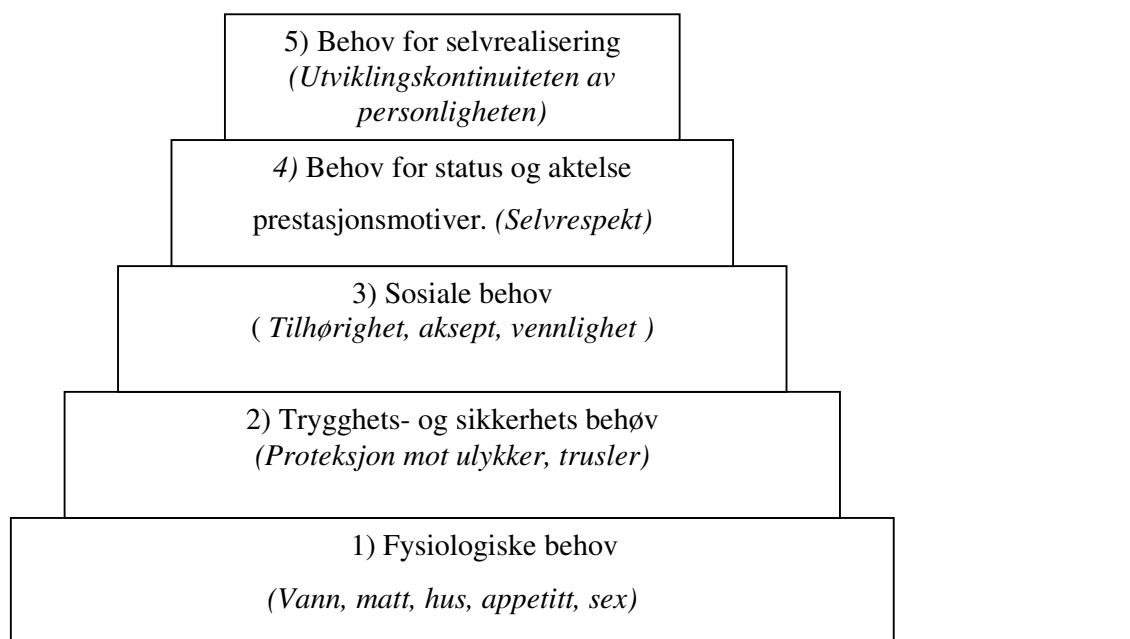 5) Behov for selvrealisering
(Utviklingskontinuiteten av
personligheten)
4) Behov for status og aktelse
prestasjonsmotiver. (Selvrespekt)
3) Sosiale behov
( Tilhørighet, aksept, vennlighet )
2) Trygghets- og sikkerhets behøv
(Proteksjon mot ulykker, trusler)
1) Fysiologiske behov
(Vann, matt, hus, appetitt, sex)